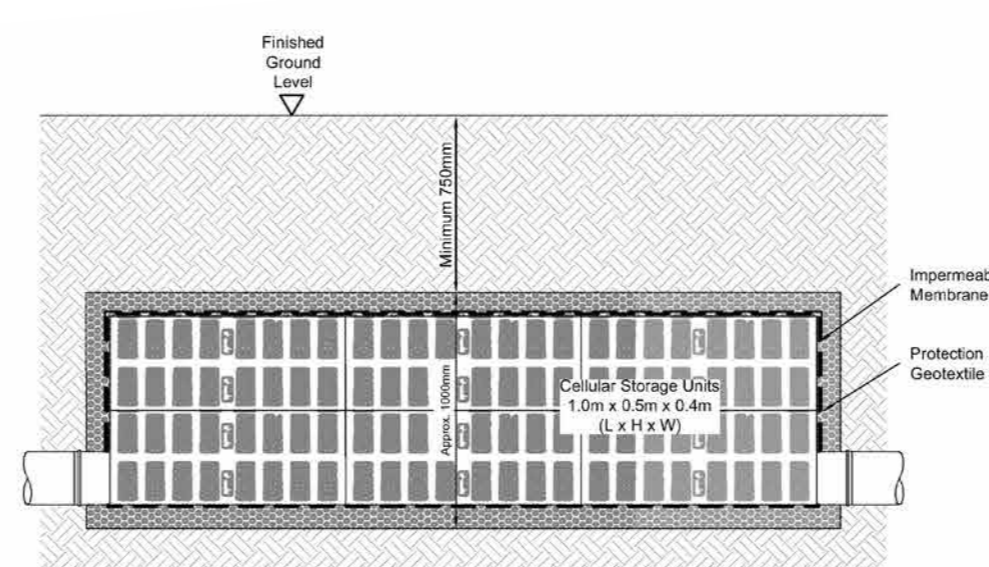 Finished
Ground
Level
Minimum 750mm
Impermeab
Membrane
Protection
Geotextile
Cellular Storage Units
1.0m x 0.5m x 0.4m
(L x H x W)
Approx. 1000mm